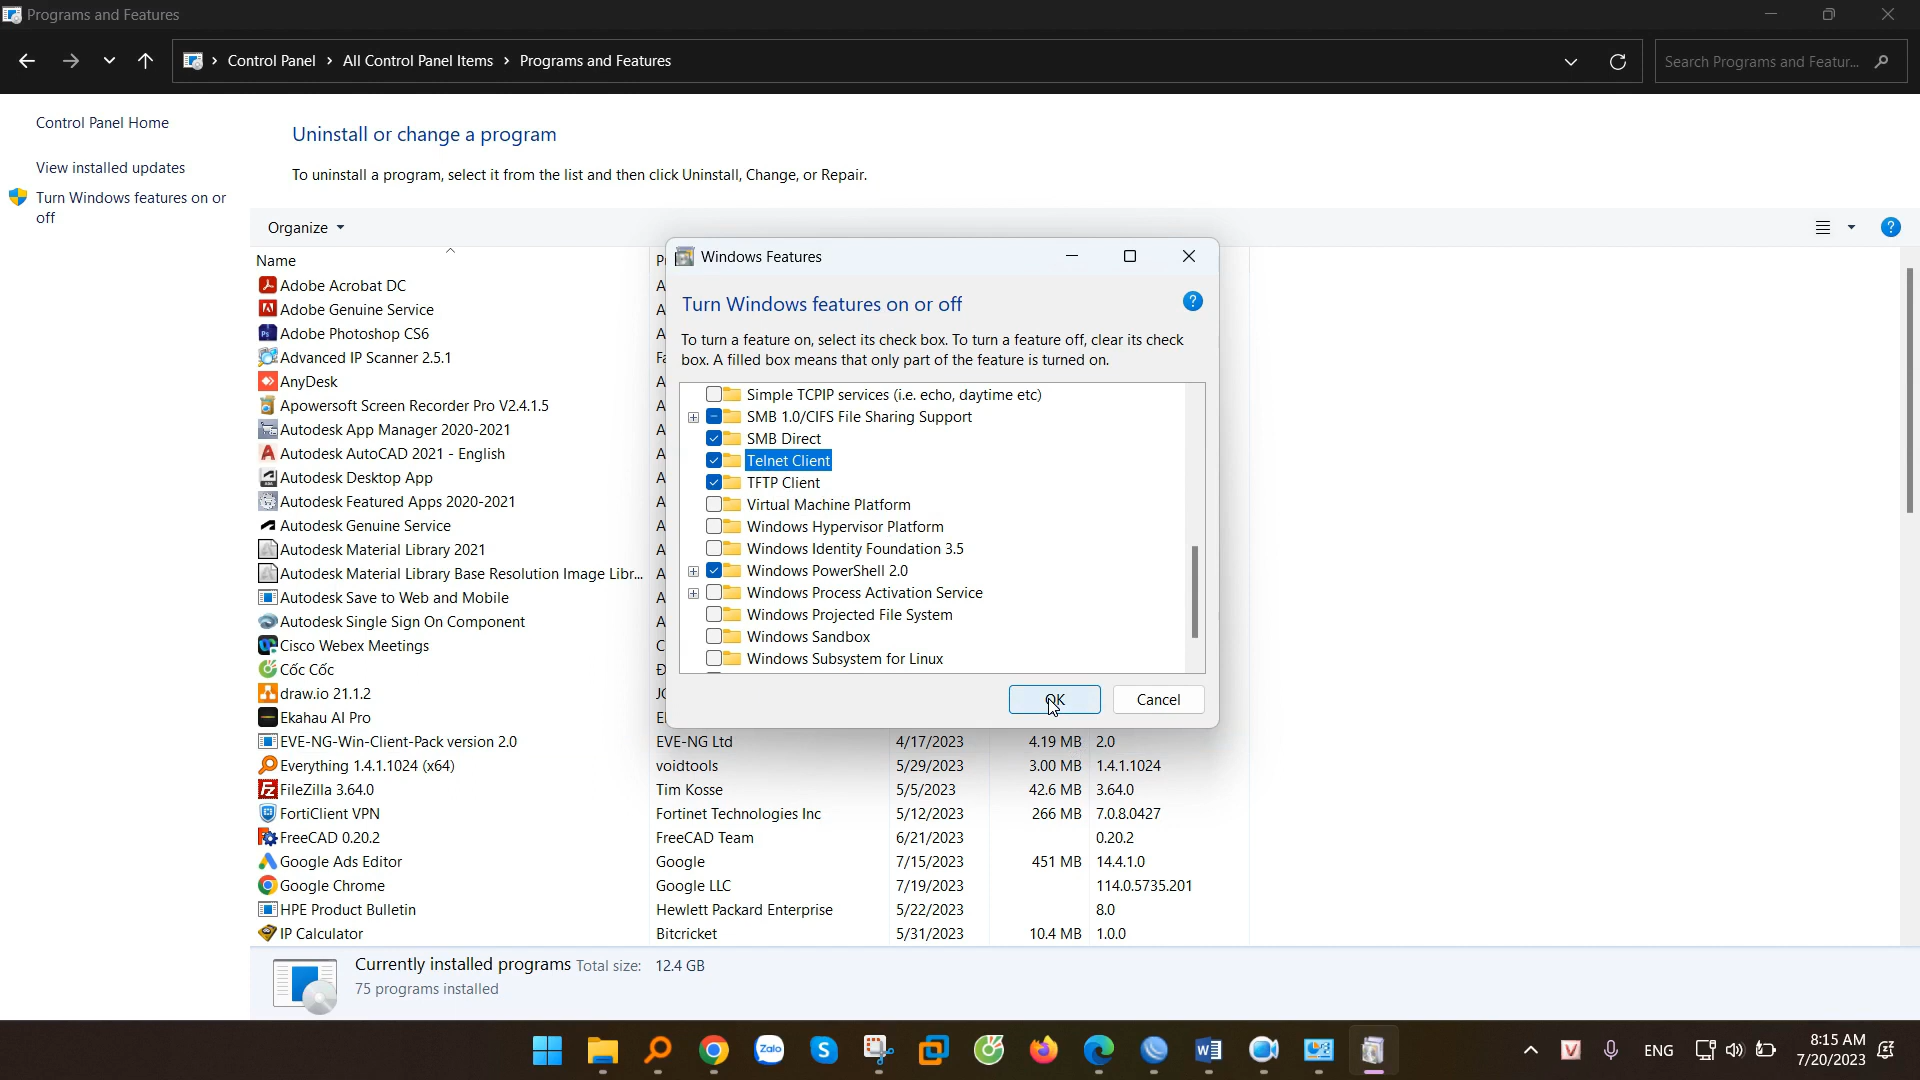 Programs and Features
Control Panel > All Control Panel Items > Programs and Features
Search Programs and Featur...
Control Panel Home
View installed updates
Turn Windows features on or
off
Uninstall or change a program
To uninstall a program, select it from the list and then click Uninstall, Change, or Repair.
Organize
Name
Adobe Acrobat DC
Adobe Genuine Service
Adobe Photoshop CS6
Advanced IP Scanner 2.5.1
AnyDesk
Apowersoft Screen Recorder Pro V2.4.1.5
Autodesk App Manager 2020-2021
Autodesk AutoCAD 2021 - English
Autodesk Desktop App
Autodesk Featured Apps 2020-2021
Autodesk Genuine Service
Autodesk Material Library 2021
Autodesk Material Library Base Resolution Image Libr...
Autodesk Save to Web and Mobile
Autodesk Single Sign On Component
Cisco Webex Meetings
Cốc Cốc
draw.io 21.1.2
Ekahau AI Pro
EVE-NG-Win-Client-Pack version 2.0 EVE-NG Ltd 4/17/2023 4.19 MB 2.0
Everything 1.4.1.1024 (x64) voidtools 5/29/2023 3.00 MB 1.4.1.1024
FileZilla 3.64.0 Tim Kosse 5/5/2023 42.6 MB 3.64.0
FortiClient VPN Fortinet Technologies Inc 5/12/2023 266 MB 7.0.8.0427
FreeCAD 0.20.2 FreeCAD Team 6/21/2023 0.20.2
Google Ads Editor Google 7/15/2023 451 MB 14.4.1.0
Google Chrome Google LLC 7/19/2023 114.0.5735.201
HPE Product Bulletin Hewlett Packard Enterprise 5/22/2023 8.0
IP Calculator Bitcricket 5/31/2023 10.4 MB 1.0.0
Windows Features
Turn Windows features on or off
To turn a feature on, select its check box. To turn a feature off, clear its check
box. A filled box means that only part of the feature is turned on.
Simple TCPIP services (i.e. echo, daytime etc)
SMB 1.0/CIFS File Sharing Support
SMB Direct
Telnet Client
TFTP Client
Virtual Machine Platform
Windows Hypervisor Platform
Windows Identity Foundation 3.5
Windows PowerShell 2.0
Windows Process Activation Service
Windows Projected File System
Windows Sandbox
Windows Subsystem for Linux
OK Cancel
Currently installed programs Total size: 12.4 GB
75 programs installed
Zalo
ENG
8:15 AM
7/20/2023